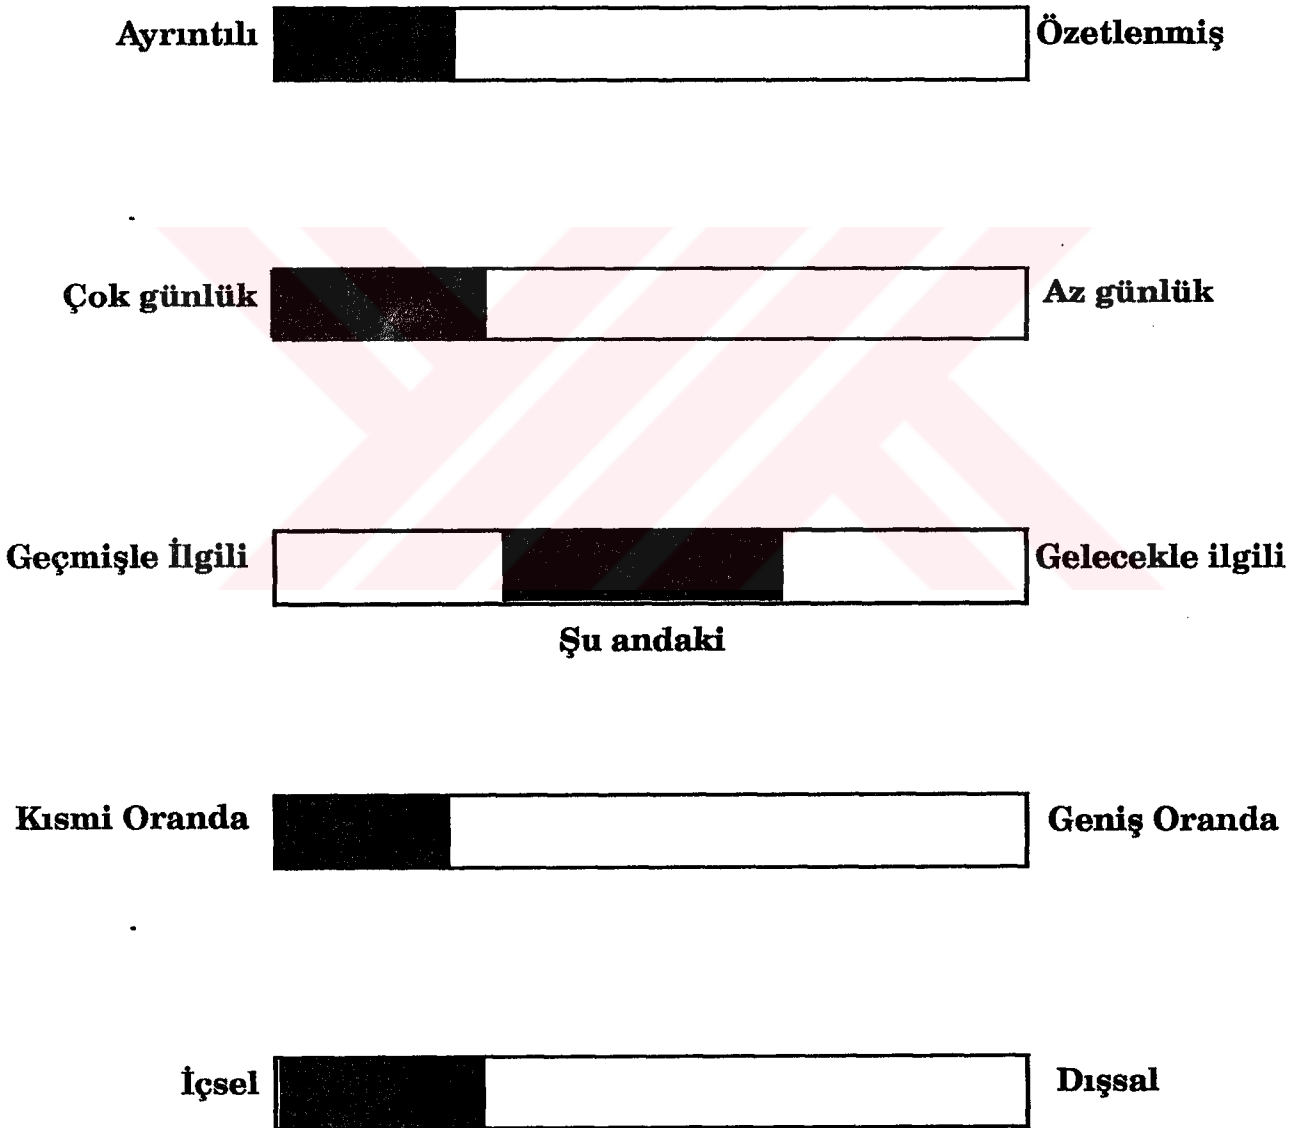 Ayrıntılı Özetlenmiş
Çok günlük Az günlük
Geçmişle İlgili Gelecekle ilgili
Şu andaki
Kısmi Oranda Geniş Oranda
İçsel Dışsal